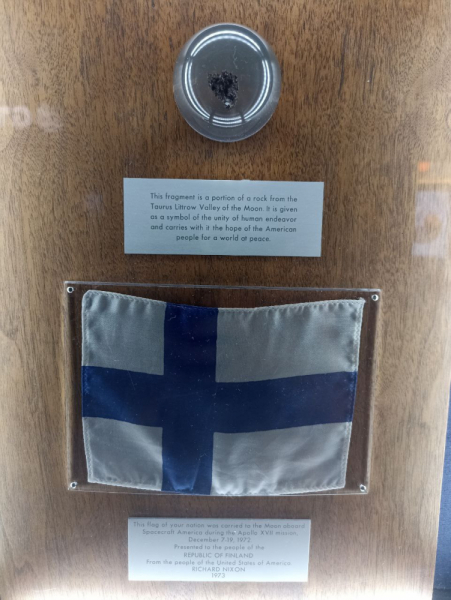 This fragment is a portion of a rock from the
Taurus Littrow Valley of the Moon. It is given
as a symbol of the unity of human endeavor
and carries with it the hope of the American
people for a world at peace.
This flag of your nation was carried to the Moon aboard
Spacecraft America during the Apollo XVII mission,
December 7-19, 1972.
Presented to the people of the
REPUBLIC OF FINLAND
From the people of the United States of America
RICHARD NIXON
1973